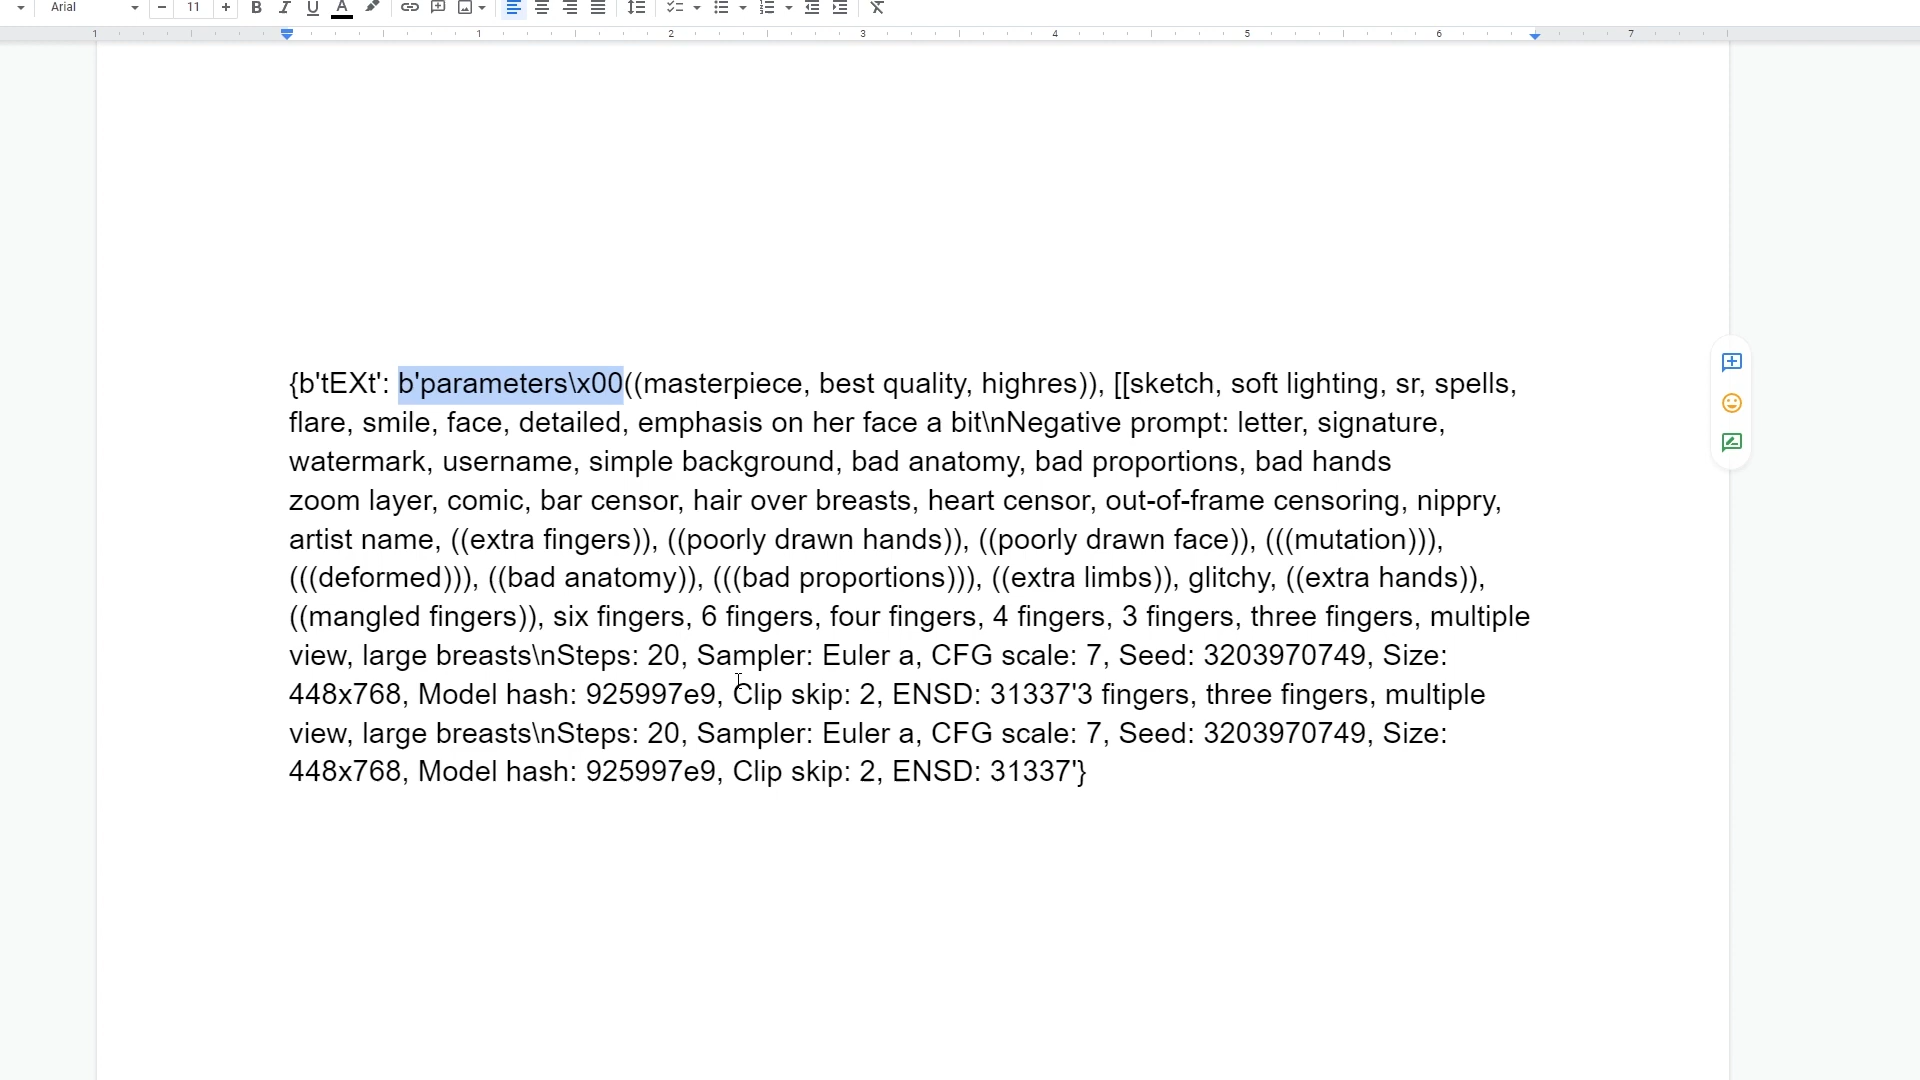 Arial
11
1 1 2 3 4 5 6 7
{b'tEXt': b'parameters\x00((masterpiece, best quality, highres)), [[sketch, soft lighting, sr, spells,
flare, smile, face, detailed, emphasis on her face a bit\nNegative prompt: letter, signature,
watermark, username, simple background, bad anatomy, bad proportions, bad hands
zoom layer, comic, bar censor, hair over breasts, heart censor, out-of-frame censoring, nippry,
artist name, ((extra fingers)), ((poorly drawn hands)), ((poorly drawn face)), (((mutation))),
(((deformed))), ((bad anatomy)), (((bad proportions))), ((extra limbs)), glitchy, ((extra hands)),
((mangled fingers)), six fingers, 6 fingers, four fingers, 4 fingers, 3 fingers, three fingers, multiple
view, large breasts\nSteps: 20, Sampler: Euler a, CFG scale: 7, Seed: 3203970749, Size:
448x768, Model hash: 925997e9, Clip skip: 2, ENSD: 31337'3 fingers, three fingers, multiple
view, large breasts\nSteps: 20, Sampler: Euler a, CFG scale: 7, Seed: 3203970749, Size:
448x768, Model hash: 925997e9, Clip skip: 2, ENSD: 31337'}